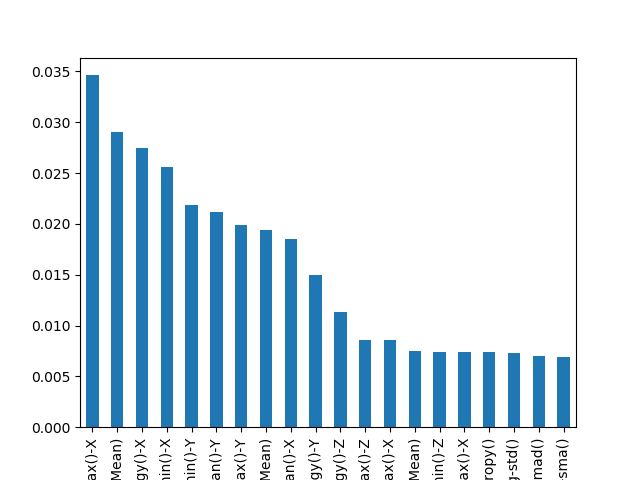 0.035
0.030
0.025
0.020
0.015
0.010
0.005
0.000
ax()-X
Mean)
gy()-X
nin()-X
nin()-Y
an()-Y
ax()-Y
Mean)
an()-X
gy()-Y
gy()-Z
ax()-Z
ax()-X
Mean)
nin()-Z
ax()-X
ropy()
g-std()
mad()
-sma()